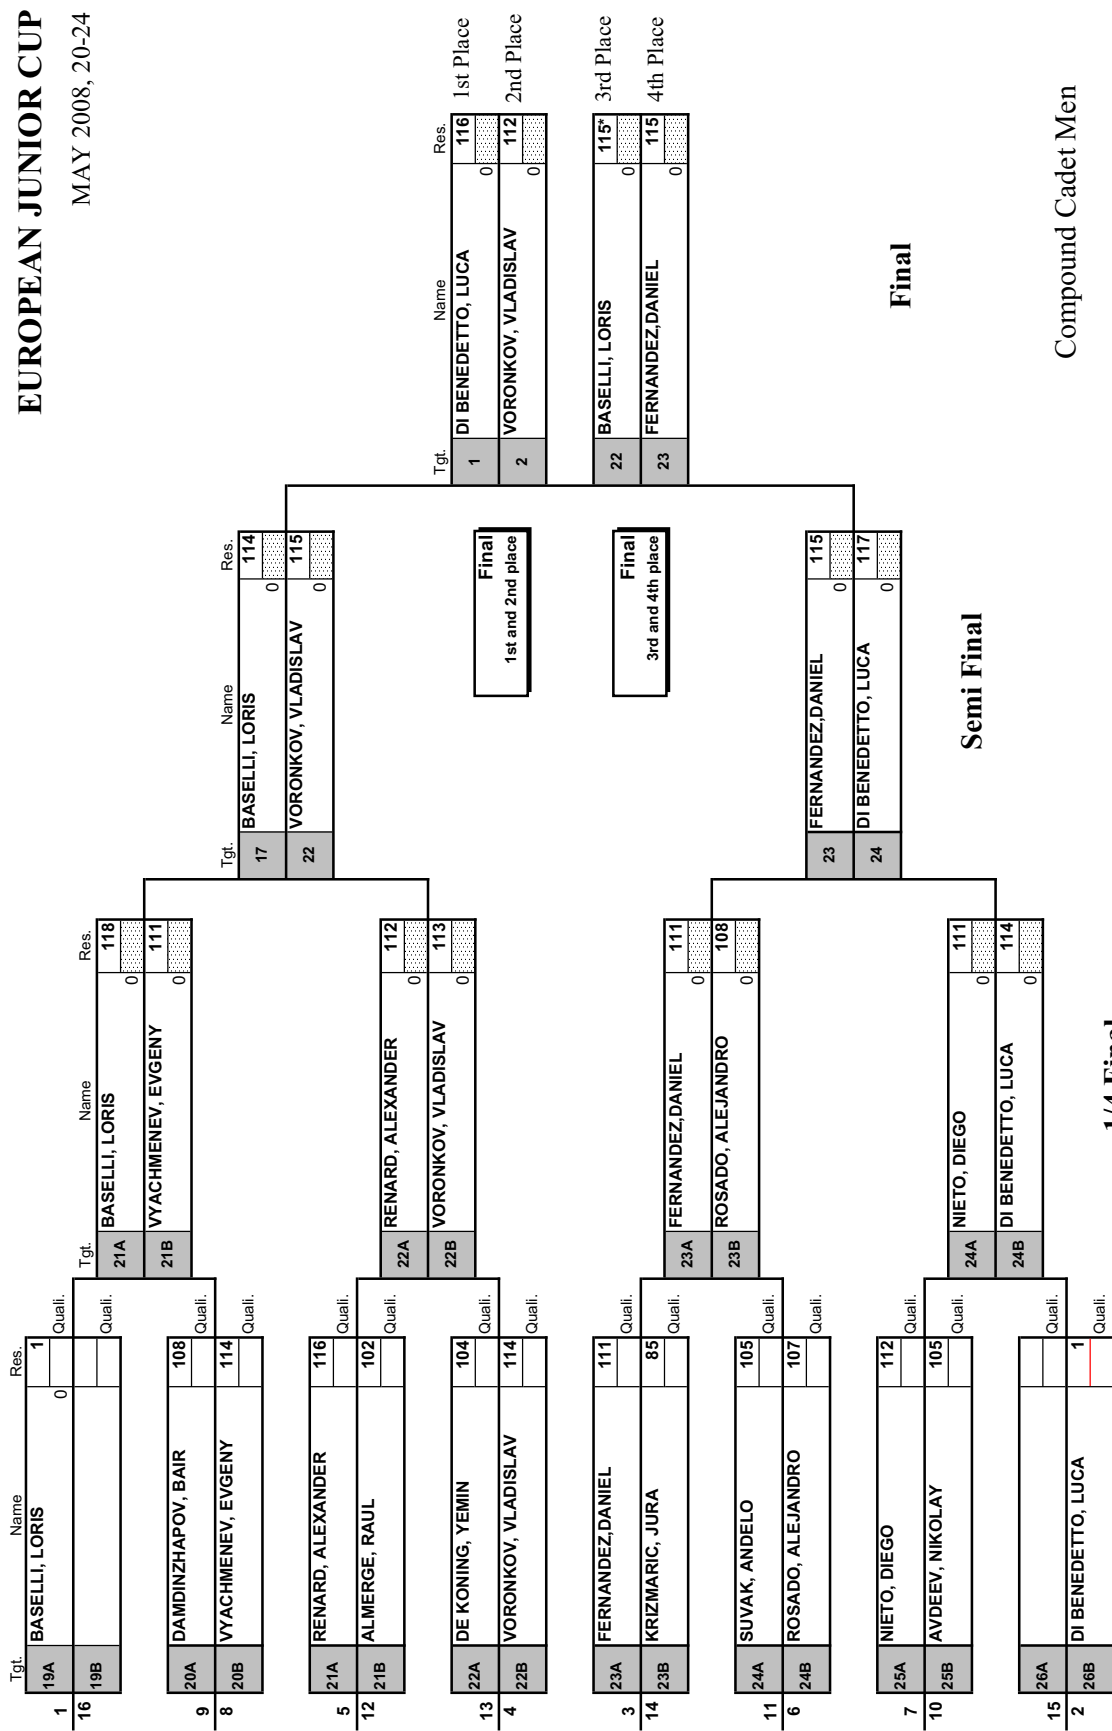 EUROPEAN JUNIOR CUP
MAY 2008, 20-24
Tgt. Name Res.
1 19A BASELLI, LORIS 0 1
Quali.
16 19B
9 20A DAMDINZHAPOV, BAIR 108
Quali.
8 20B VYACHMENEV, EVGENY 114
Quali.
5 21A RENARD, ALEXANDER 116
Quali.
12 21B ALMERGE, RAUL 102
Quali.
13 22A DE KONING, YEMIN 104
Quali.
4 22B VORONKOV, VLADISLAV 114
Quali.
3 23A FERNANDEZ,DANIEL 111
Quali.
14 23B KRIZMARIC, JURA 85
11 24A SUVAK, ANDELO 105
Quali.
6 24B ROSADO, ALEJANDRO 107
Quali.
7 25A NIETO, DIEGO 112
Quali.
10 25B AVDEEV, NIKOLAY 105
15 26A
Quali.
2 26B DI BENEDETTO, LUCA 1
Quali.
Tgt. Name Res.
21A BASELLI, LORIS 0 118
21B VYACHMENEV, EVGENY 0 111
22A RENARD, ALEXANDER 0 112
22B VORONKOV, VLADISLAV 0 113
23A FERNANDEZ,DANIEL 0 111
23B ROSADO, ALEJANDRO 0 108
24A NIETO, DIEGO 0 111
24B DI BENEDETTO, LUCA 0 114
1/4 Final
Tgt. Name Res.
17 BASELLI, LORIS 0 114
22 VORONKOV, VLADISLAV 0 115
23 FERNANDEZ,DANIEL 0 115
24 DI BENEDETTO, LUCA 0 117
Semi Final
Final
1st and 2nd place
Final
3rd and 4th place
Tgt. Name Res.
1 DI BENEDETTO, LUCA 0 116 1st Place
2 VORONKOV, VLADISLAV 0 112 2nd Place
22 BASELLI, LORIS 0 115* 3rd Place
23 FERNANDEZ,DANIEL 0 115 4th Place
Final
Compound Cadet Men